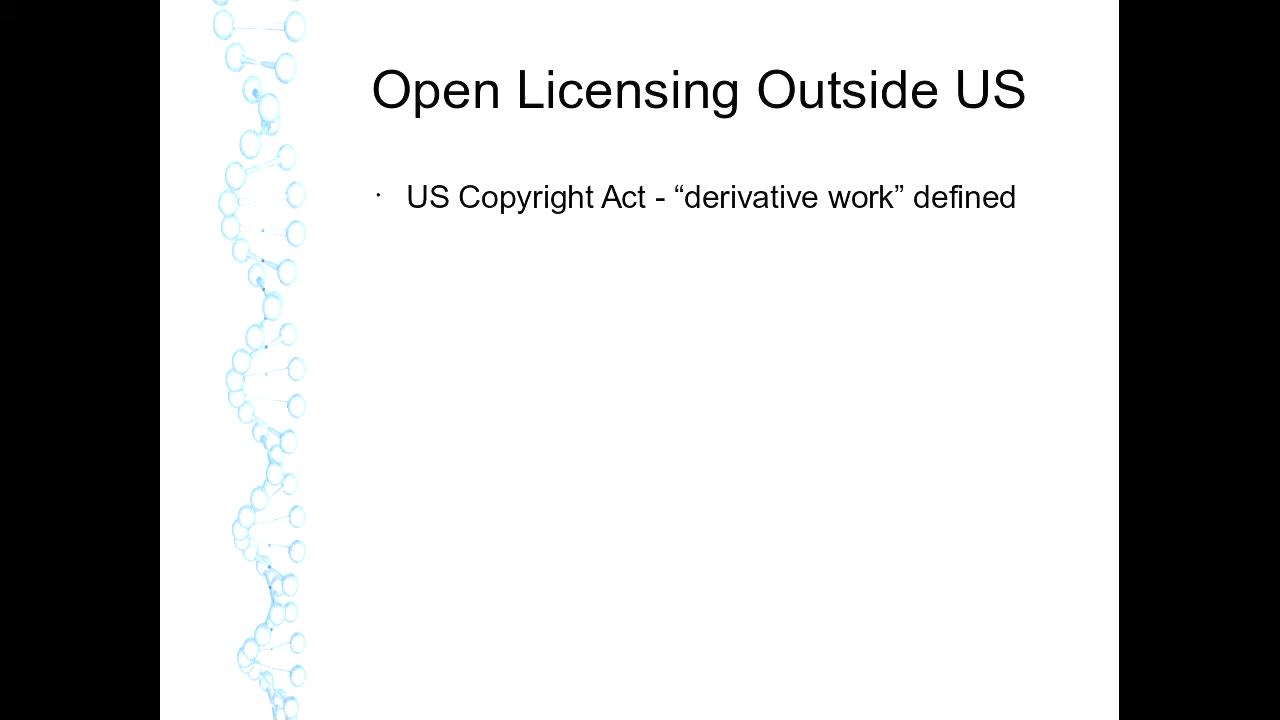 Open Licensing Outside US
· US Copyright Act - “derivative work” defined